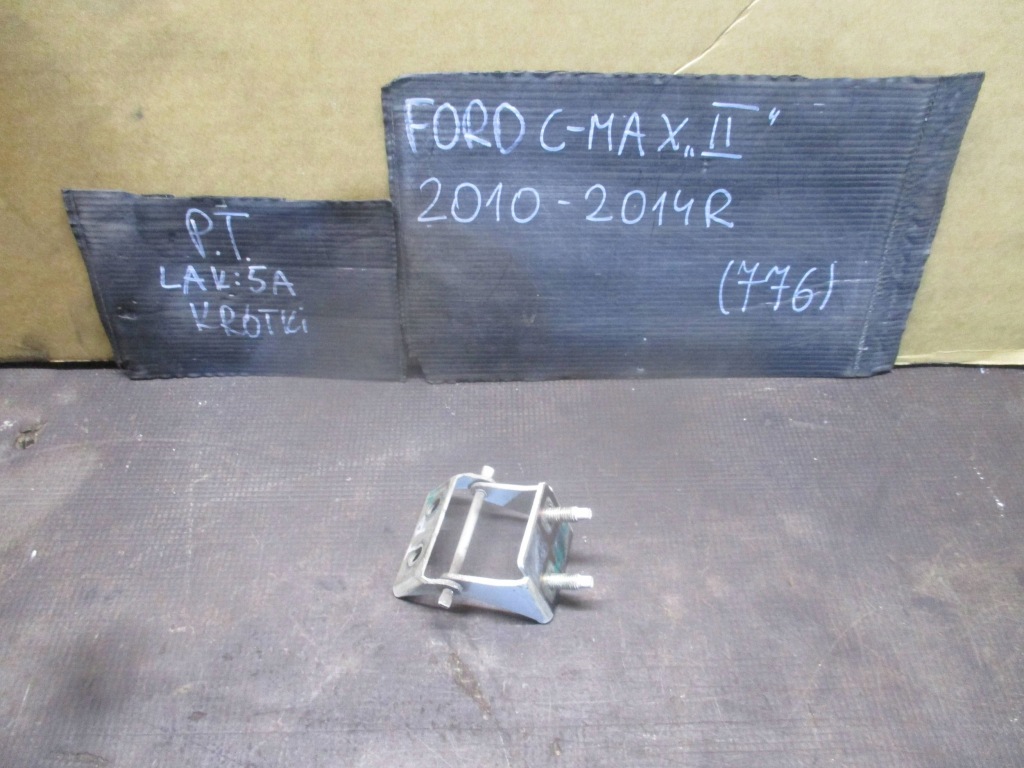 P.T.
LAK:5A
KRÓTKi
FORD C-MAX „II"
2010-2014R
(776)